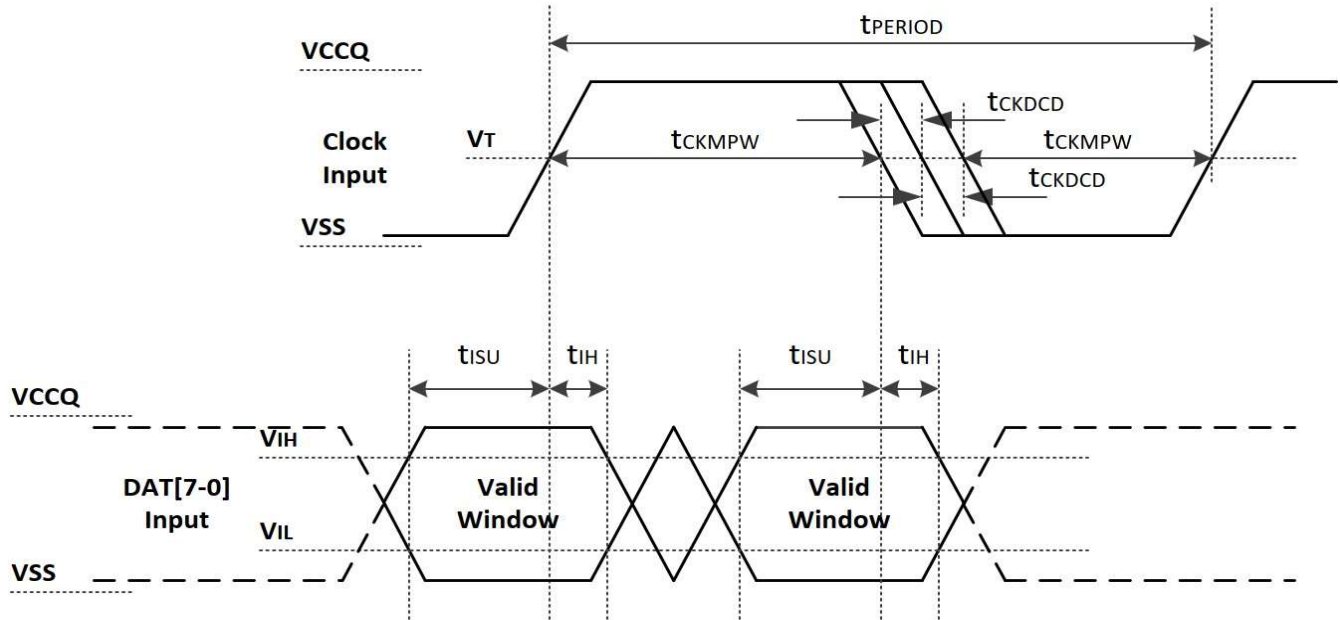 tPERIOD
VCCQ
tCKDCD
Clock
Input
VT
tCKMPW
tCKMPW
tCKDCD
VSS
tISU
tIH
tISU
tIH
VCCQ
VIH
DAT[7-0]
Input
Valid
Window
Valid
Window
VIL
VSS